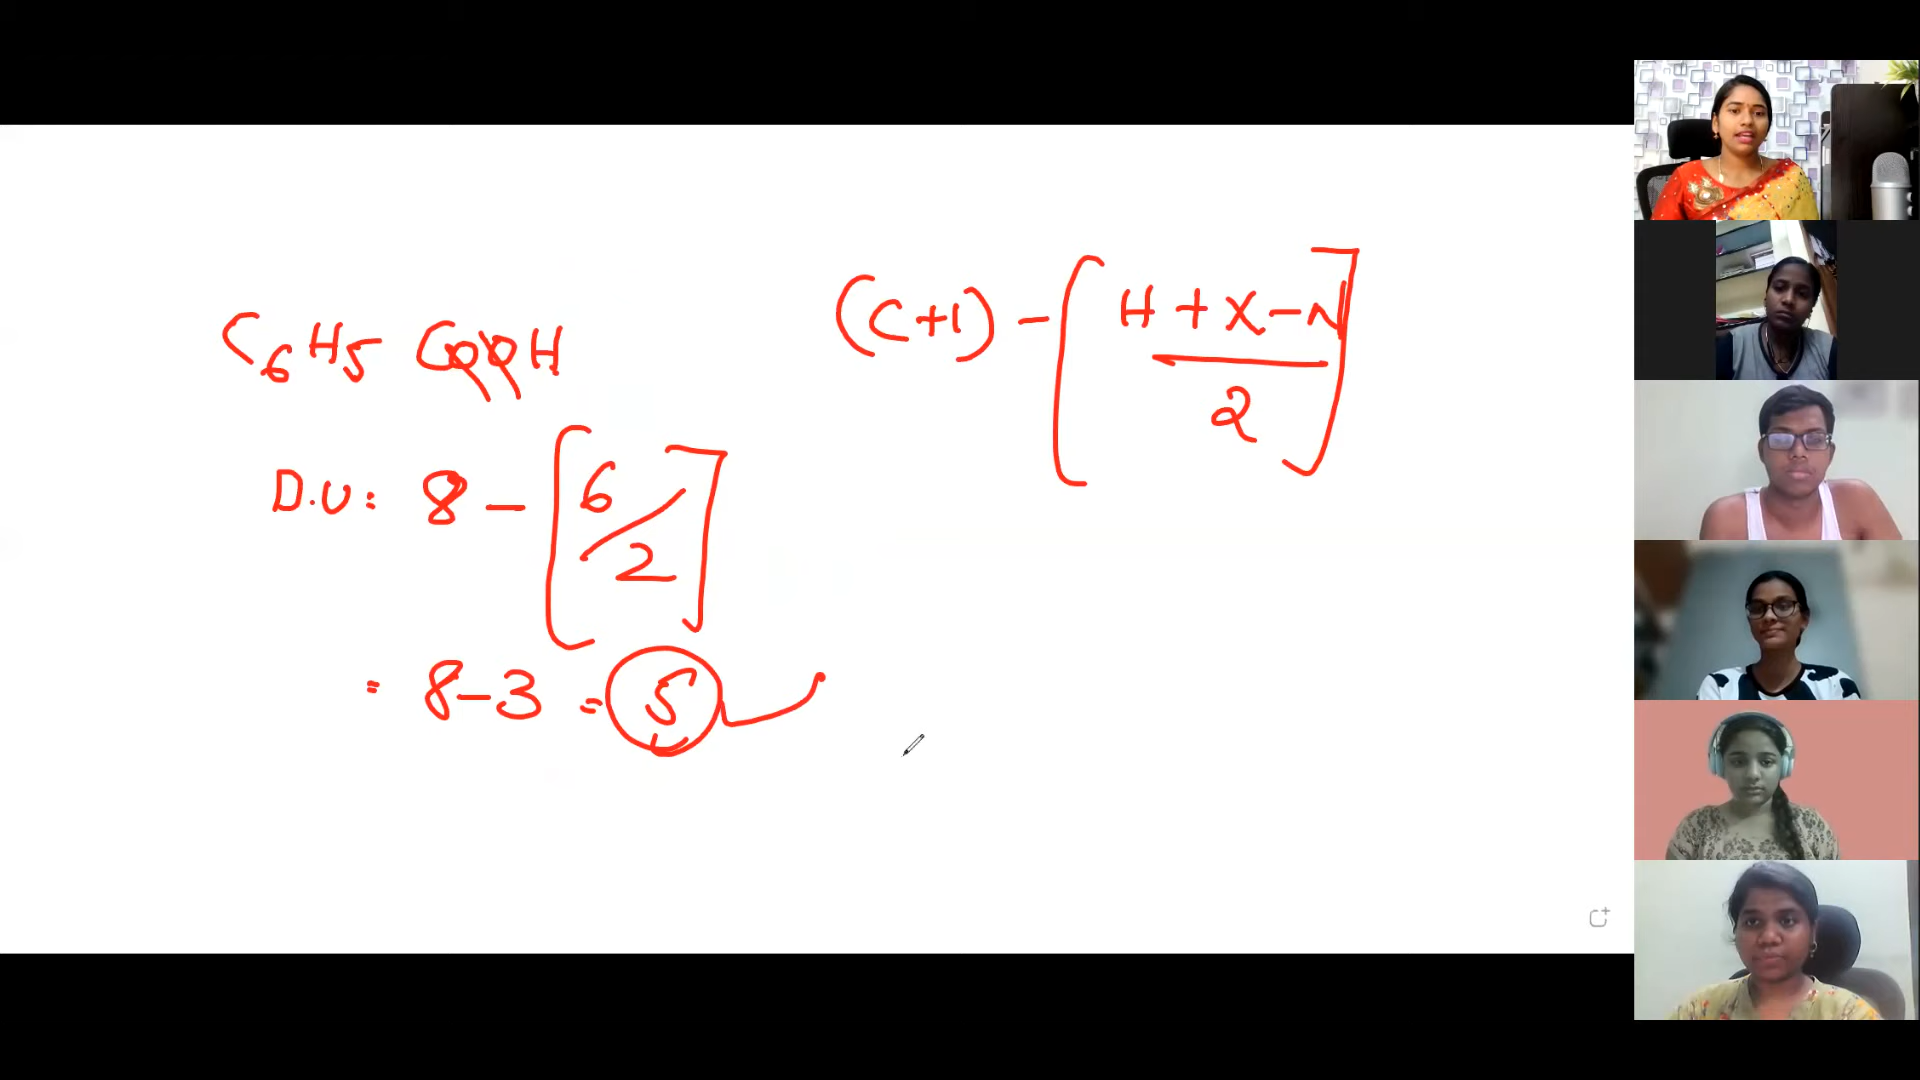 C6H5 COOH
D.U: 8 - [6/2]
= 8-3 = 5
(C+1) - [H+X-N/2]